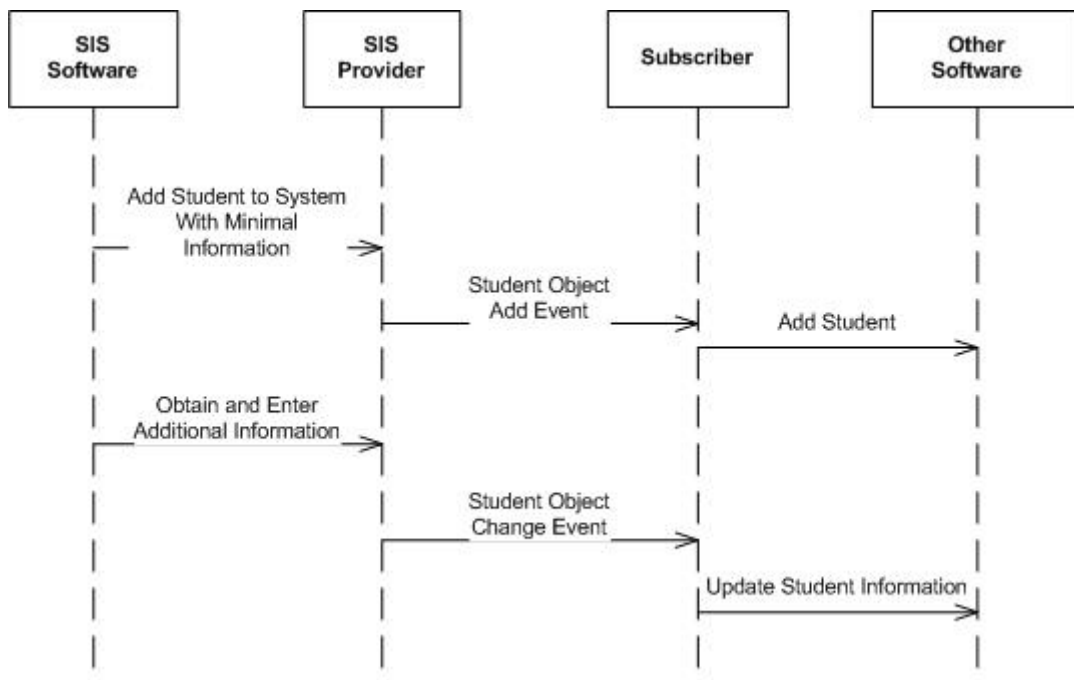 SIS
Software
SIS
Provider
Subscriber
Other
Software
Add Student to System
With Minimal
Information
Student Object
Add Event
Add Student
Obtain and Enter
Additional Information
Student Object
Change Event
Update Student Information